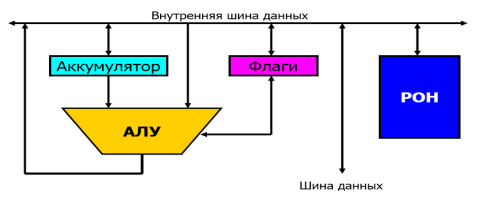 Внутренняя шина данных
Аккумулятор
Флаги
АЛУ
РОН
Шина данных